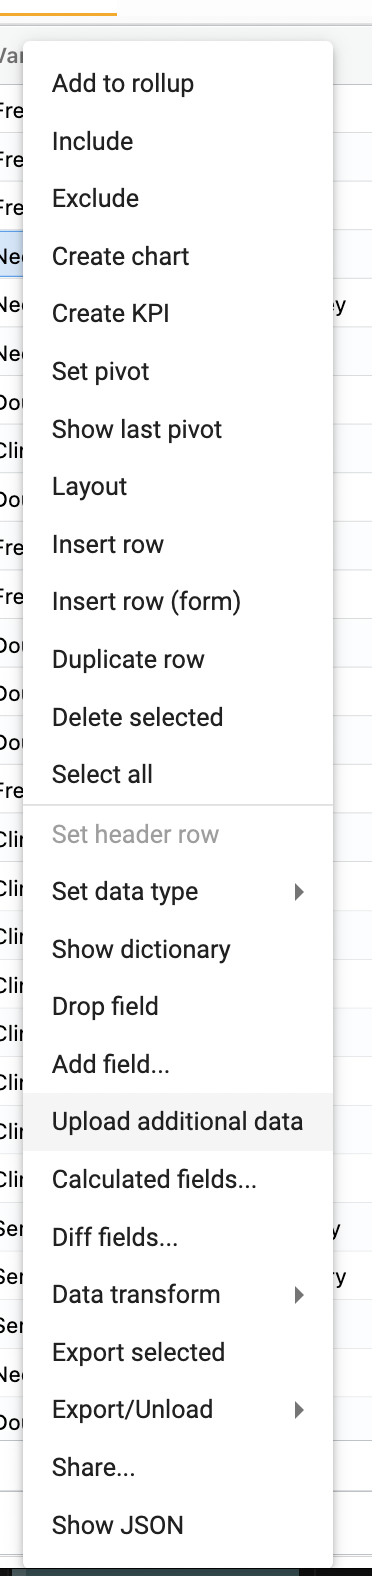 Add to rollup
Include
Exclude
Create chart
Create KPI
Set pivot
Show last pivot
Layout
Insert row
Insert row (form)
Duplicate row
Delete selected
Select all
Set header row
Set data type
Show dictionary
Drop field
Add field...
Upload additional data
Calculated fields...
Diff fields...
Data transform
Export selected
Export/Unload
Share...
Show JSON